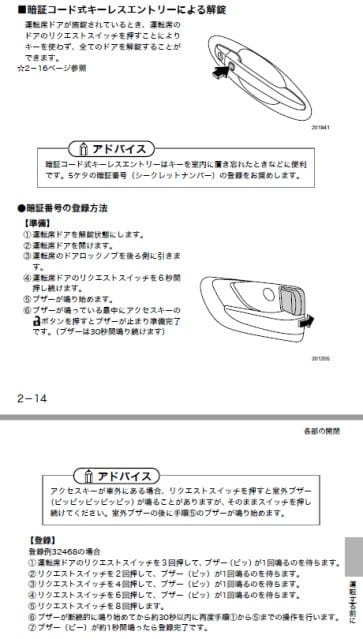 ■暗証コード式キーレスエントリーによる解錠
運転席ドアが施錠されているとき、運転席の
ドアのリクエストスイッチを押すことにより
キーを使わず、全てのドアを解錠することが
できます。
☆2−16ページ参照
201641
アドバイス
暗証コード式キーレスエントリーはキーを室内に置き忘れたときなどに便利
です。5ケタの暗証番号（シークレットナンバー）の登録をお奨めします。
●暗証番号の登録方法
【準備】
①運転席ドアを解錠状態にします。
②運転席ドアを開けます。
③運転席のドアロックノブを後ろ側に引きま
す。
④運転席ドアのリクエストスイッチを６秒間
押し続けます。
⑤ブザーが鳴り始めます。
⑥ブザーが鳴っている最中にアクセスキーの
ボタンを押すとブザーが止まり準備完了
です。（ブザーは30秒間鳴り続けます）
201255
2−14
各部の開閉
アドバイス
アクセスキーが車外にある場合、リクエストスイッチを押すと室外ブザー
（ピッピッピッピッピッ）が鳴ることがありますが、そのままスイッチを押し
続けてください。室外ブザーの後に手順⑤のブザーが鳴り始めます。
【登録】
登録例32468の場合
①運転席ドアのリクエストスイッチを３回押して、ブザー（ピッ）が１回鳴るのを待ちます。
②リクエストスイッチを２回押して、ブザー（ピッ）が１回鳴るのを待ちます。
③リクエストスイッチを４回押して、ブザー（ピッ）が１回鳴るのを待ちます。
④リクエストスイッチを６回押して、ブザー（ピッ）が１回鳴るのを待ちます。
⑤リクエストスイッチを８回押します。
⑥ブザーが断続的に鳴り始めてから約30秒以内に再度手順①から⑤までの操作を行います。
⑦ブザー（ピー）が約１秒間鳴ったら登録完了です。
運転する前に